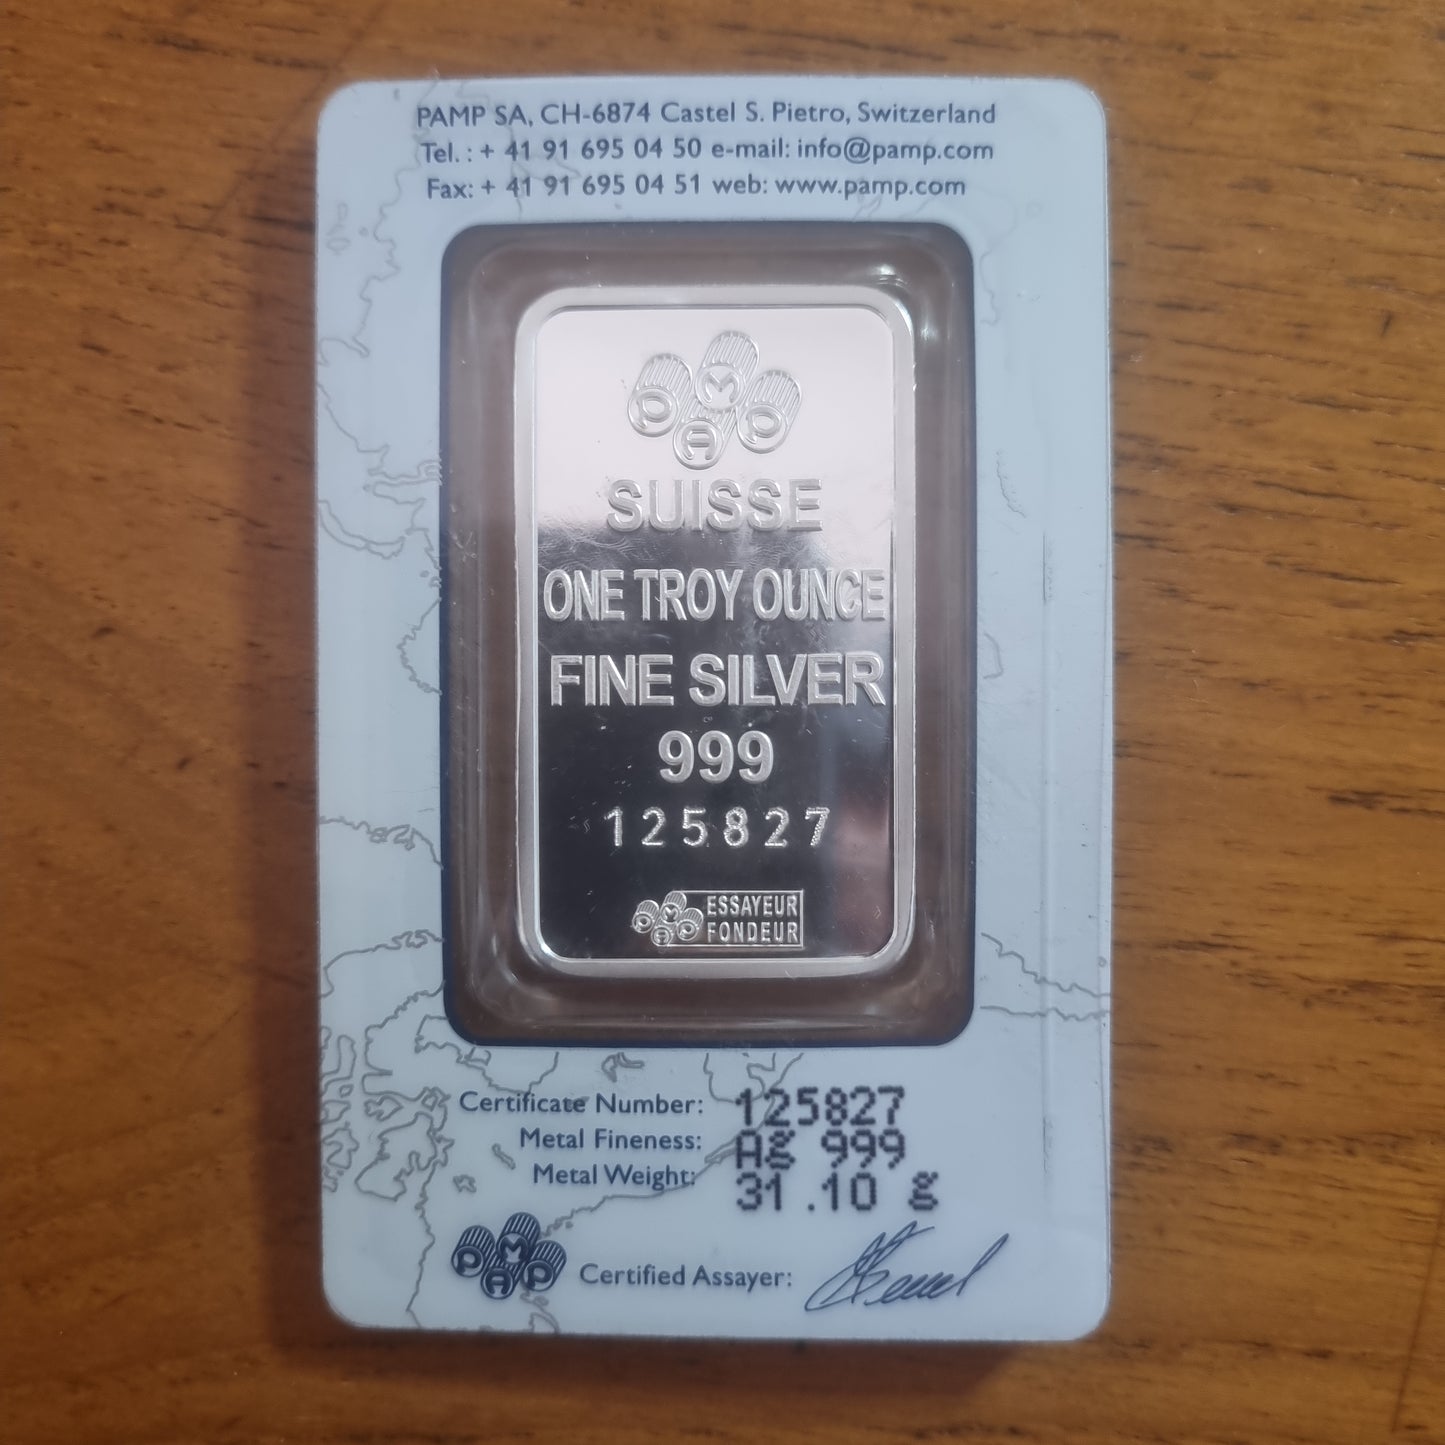 PAMP SA, CH-6874 Castel S. Pietro, Switzerland
Tel. : + 41 91 695 04 50 e-mail: info@pamp.com
Fax: + 41 91 695 04 51 web: www.pamp.com
PAMP
SUISSE
ONE TROY OUNCE
FINE SILVER
999
125827
PAMP ESSAYEUR
FONDEUR
Certificate Number: 125827
Metal Fineness: Ag 999
Metal Weight: 31.10 g
PAMP Certified Assayer: